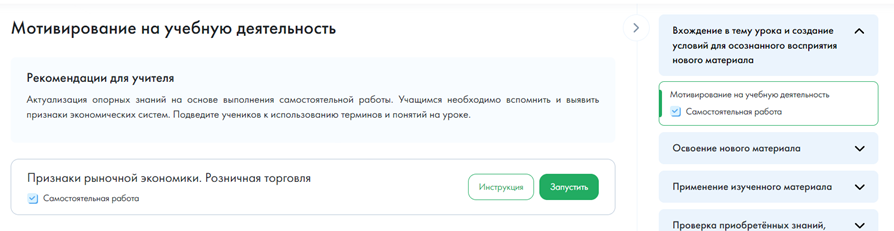 Мотивирование на учебную деятельность
Рекомендации для учителя
Актуализация опорных знаний на основе выполнения самостоятельной работы. Учащимся необходимо вспомнить и выявить
признаки экономических систем. Подведите учеников к использованию терминов и понятий на уроке.
Признаки рыночной экономики. Розничная торговля
Самостоятельная работа
Инструкция
Запустить
Вхождение в тему урока и создание
условий для осознанного восприятия
нового материала
Мотивирование на учебную деятельность
Самостоятельная работа
Освоение нового материала
Применение изученного материала
Проверка приобретённых знаний,